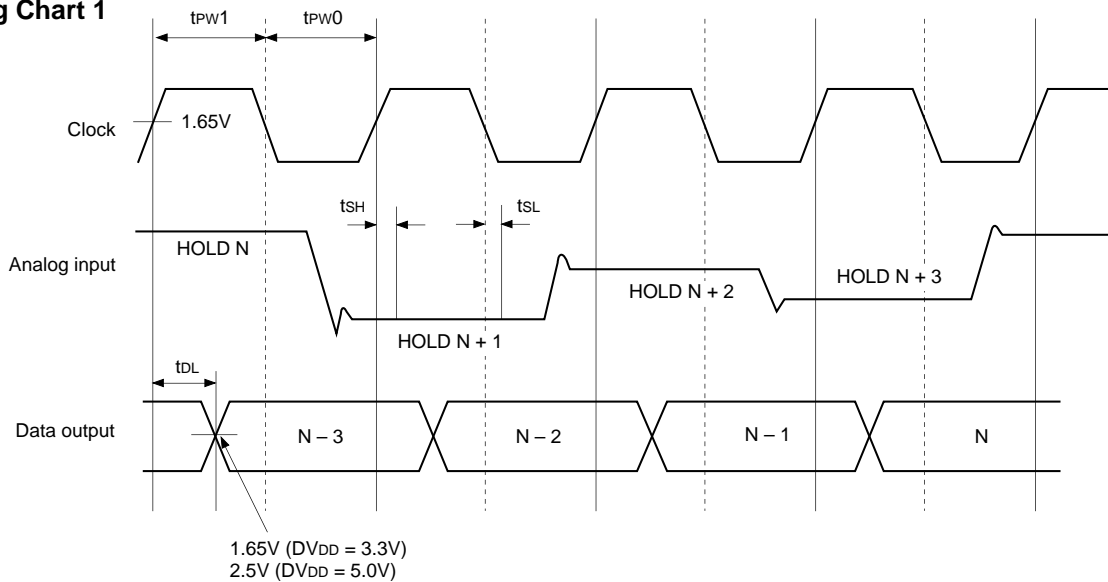 g Chart 1
tPW1
tPW0
Clock
1.65V
tSH
tSL
Analog input
HOLD N
HOLD N + 1
HOLD N + 2
HOLD N + 3
tDL
Data output
N – 3
N – 2
N – 1
N
1.65V (DVDD = 3.3V)
2.5V (DVDD = 5.0V)